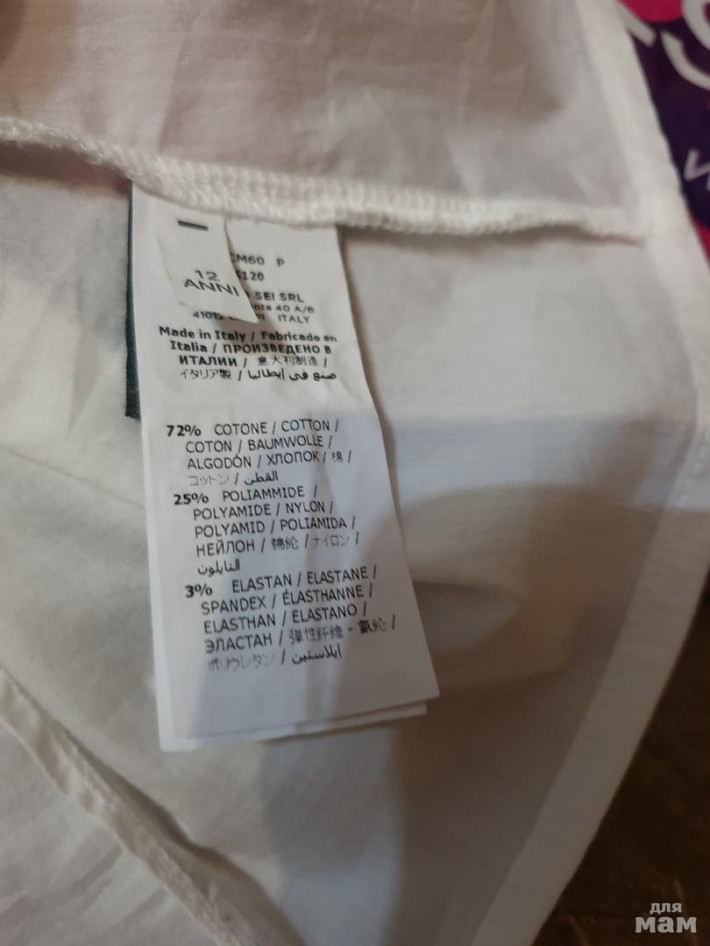 CM60 P
5120
12
ANNI
SEI SRL
40 A/B
41012 ITALY
Made in Italy / Fabricado en
Italia / ПРОИЗВЕДЕНО В
ИТАЛИИ / 意大利制造 /
イタリア製 / صنع في إيطاليا
72% COTONE / COTTON /
COTON / BAUMWOLLE /
ALGODÓN / ХЛОПОК / 棉 /
コットン / القطن
25% POLIAMMIDE /
POLYAMIDE / NYLON /
POLYAMID / POLIAMIDA /
НЕЙЛОН / 锦纶 / ナイロン /
النايلون
3% ELASTAN / ELASTANE /
SPANDEX / ÉLASTHANNE /
ELASTHAN / ELASTANO /
ЭЛАСТАН / 弹性纤维 - 氨纶 /
ポリウレタン / ايلاستين
для
мам